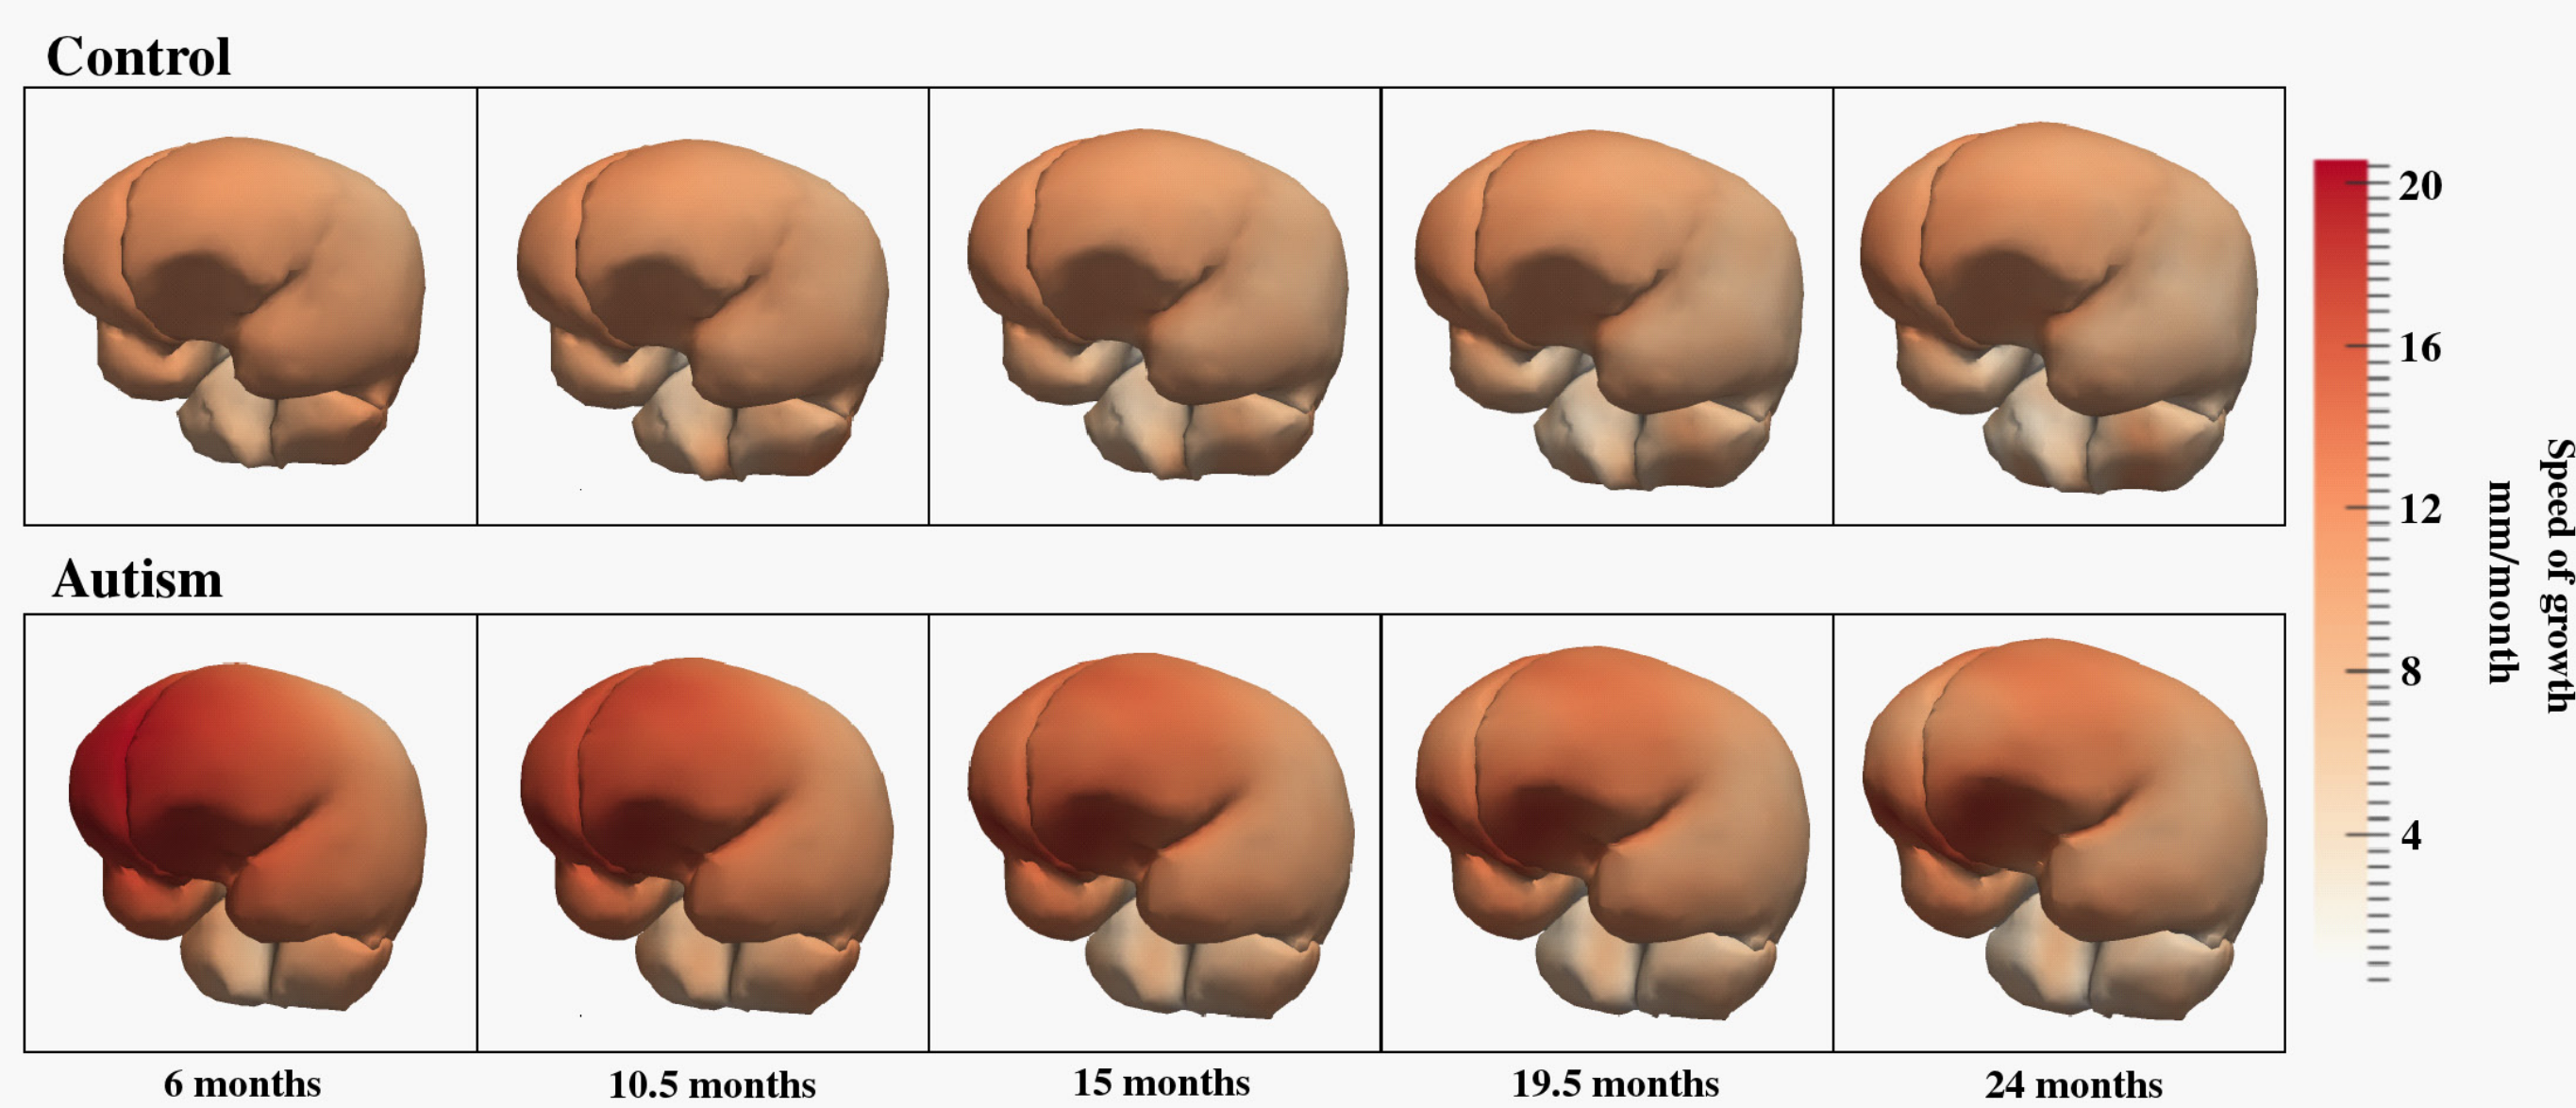 Control
Autism
6 months
10.5 months
15 months
19.5 months
24 months
20
16
12
8
4
Speed of growth
mm/month